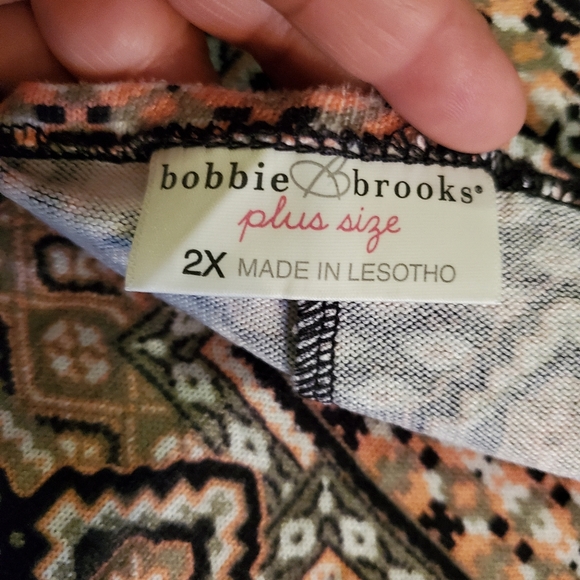 bobbie brooks®
plus size
2X MADE IN LESOTHO